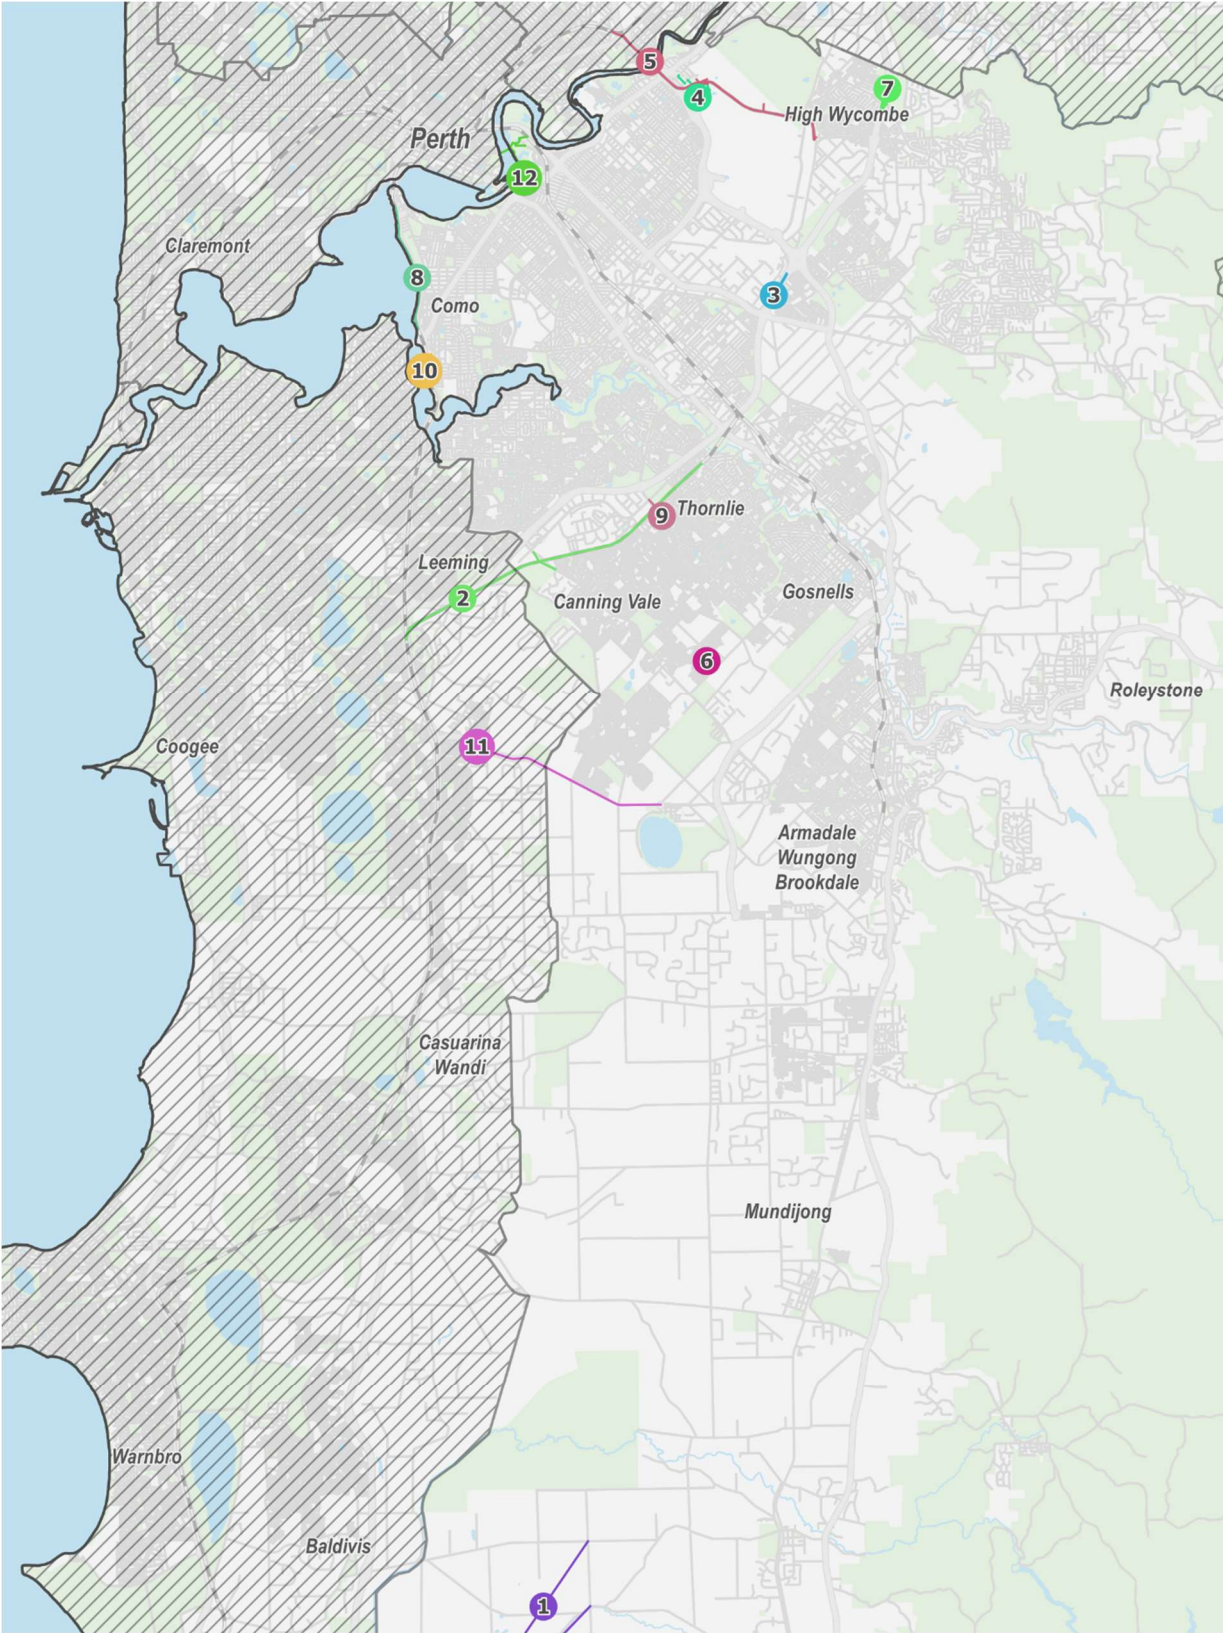 5
7
4
High Wycombe
Perth
12
Claremont
8
3
Como
10
Thornlie
9
Leeming
2
Canning Vale
Gosnells
6
Roleystone
Coogee
11
Armadale
Wungong
Brookdale
Casuarina
Wandi
Mundijong
Warnbro
Baldivis
1